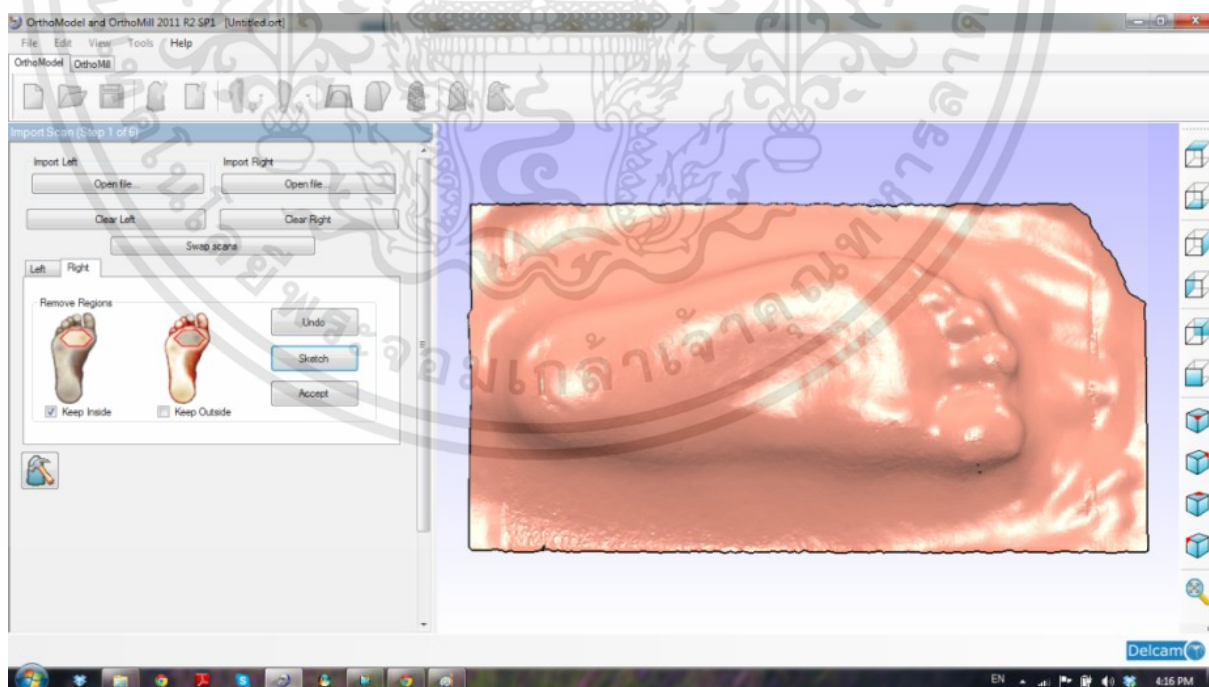 OrthoModel and OrthoMill 2011 R2 SP1 [Untitled.ort]
File Edit View Tools Help
OrthoModel OrthoMill
Import Scan (Step 1 of 6)
Import Left Import Right
Open file... Open file...
Clear Left Clear Right
Swap scans
Left Right
Remove Regions
Undo
Sketch
Accept
Keep Inside Keep Outside
Delcam
EN 4:16 PM